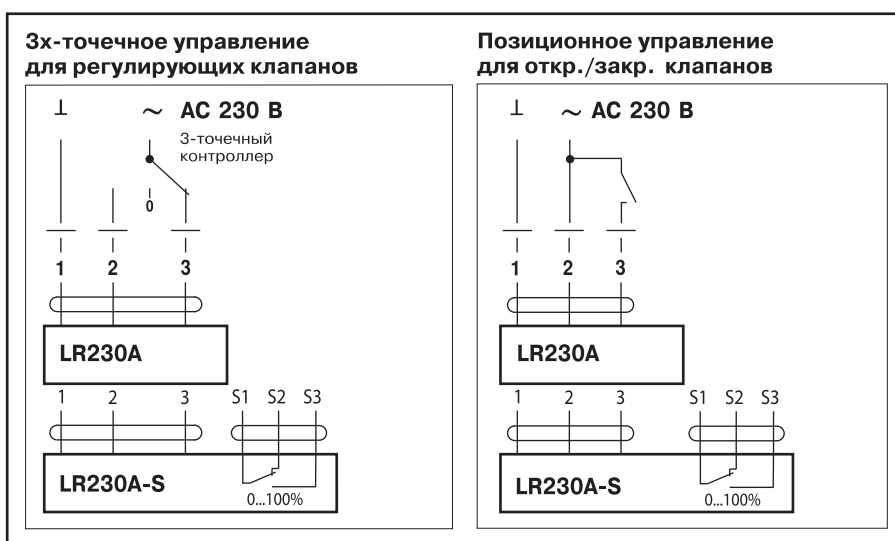 3х-точечное управление
для регулирующих клапанов
⊥ ~ AC 230 В
3-точечный
контроллер
0
1 2 3
LR230A
1 2 3 S1 S2 S3
LR230A-S
0...100%
Позиционное управление
для откр./закр. клапанов
⊥ ~ AC 230 В
1 2 3
LR230A
1 2 3 S1 S2 S3
LR230A-S
0...100%